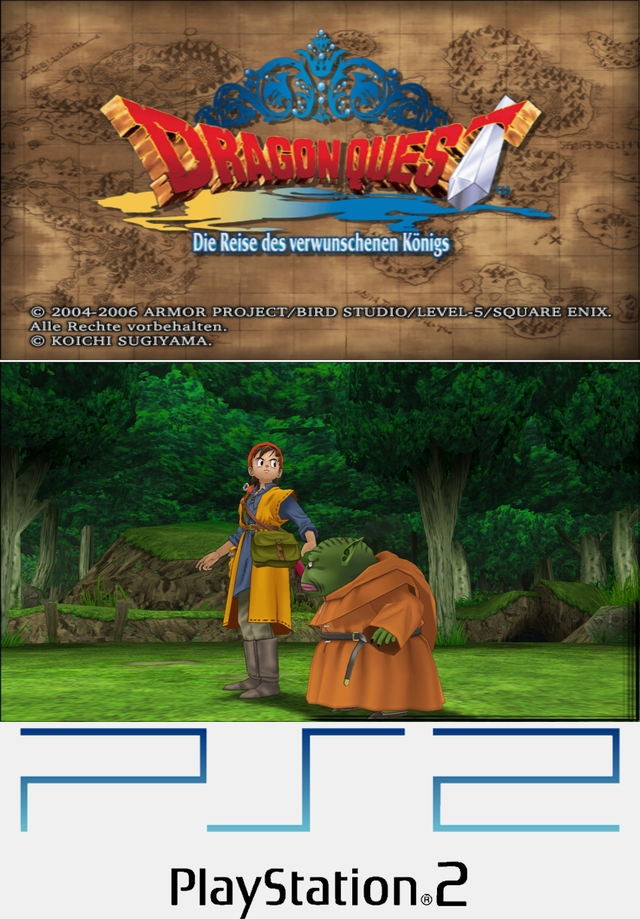 DRAGON QUEST™
Die Reise des verwunschenen Königs
© 2004-2006 ARMOR PROJECT/BIRD STUDIO/LEVEL-5/SQUARE ENIX.
Alle Rechte vorbehalten.
© KOICHI SUGIYAMA.
PS2
PlayStation®2